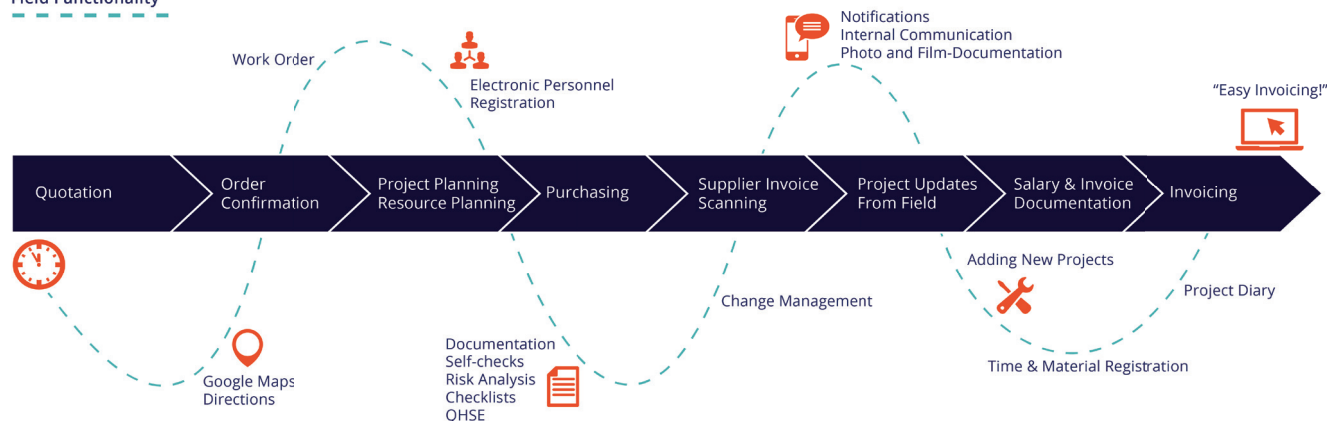 Field Functionality
Notifications
Internal Communication
Photo and Film-Documentation
Work Order
Electronic Personnel
Registration
“Easy Invoicing!”
Quotation
Order
Confirmation
Project Planning
Resource Planning
Purchasing
Supplier Invoice
Scanning
Project Updates
From Field
Salary & Invoice
Documentation
Invoicing
Adding New Projects
Project Diary
Change Management
Documentation
Self-checks
Risk Analysis
Checklists
OHSE
Time & Material Registration
Google Maps
Directions